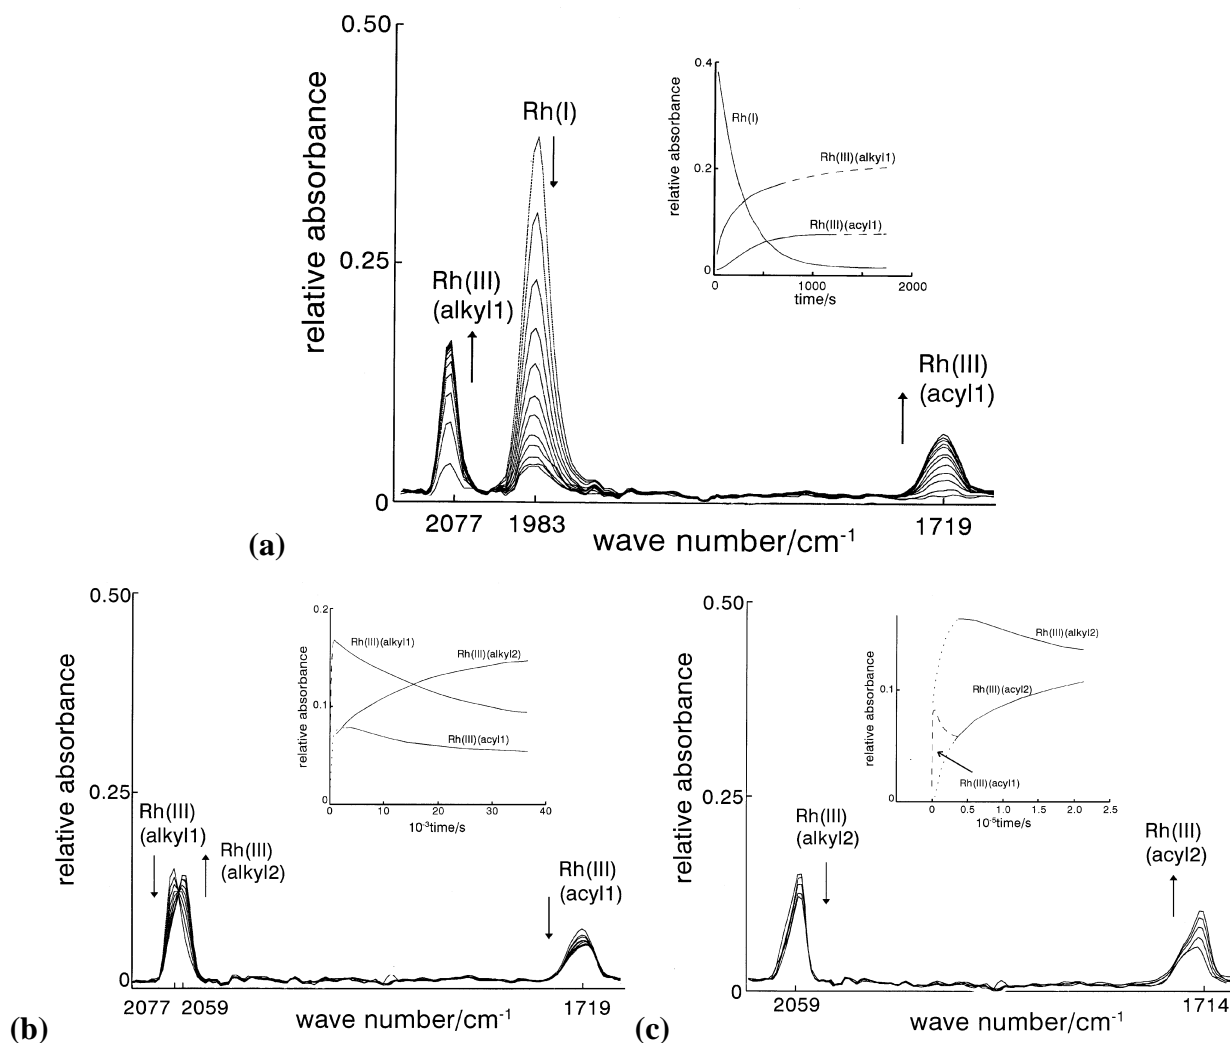 0.50
relative absorbance
0.25
0
Rh(I)
Rh(III)
(alkyl1)
Rh(III)
(acyl1)
2077
1983
1719
wave number/cm-1
(a)
0.4
0.2
0
relative absorbance
Rh(I)
Rh(III)(alkyl1)
Rh(III)(acyl1)
0
1000
2000
time/s
0.50
relative absorbance
0.25
0
Rh(III)
(alkyl1)
Rh(III)
(alkyl2)
Rh(III)
(acyl1)
2077
2059
1719
wave number/cm-1
(b)
0.2
0.1
0
relative absorbance
Rh(III)(alkyl1)
Rh(III)(alkyl2)
Rh(III)(acyl1)
0
10
20
30
40
10-3time/s
0.50
relative absorbance
0.25
0
Rh(III)
(alkyl2)
Rh(III)
(acyl2)
2059
1714
wave number/cm-1
(c)
0.1
0
relative absorbance
Rh(III)(alkyl2)
Rh(III)(acyl2)
Rh(III)(acyl1)
0
0.5
1.0
1.5
2.0
2.5
10-5time/s